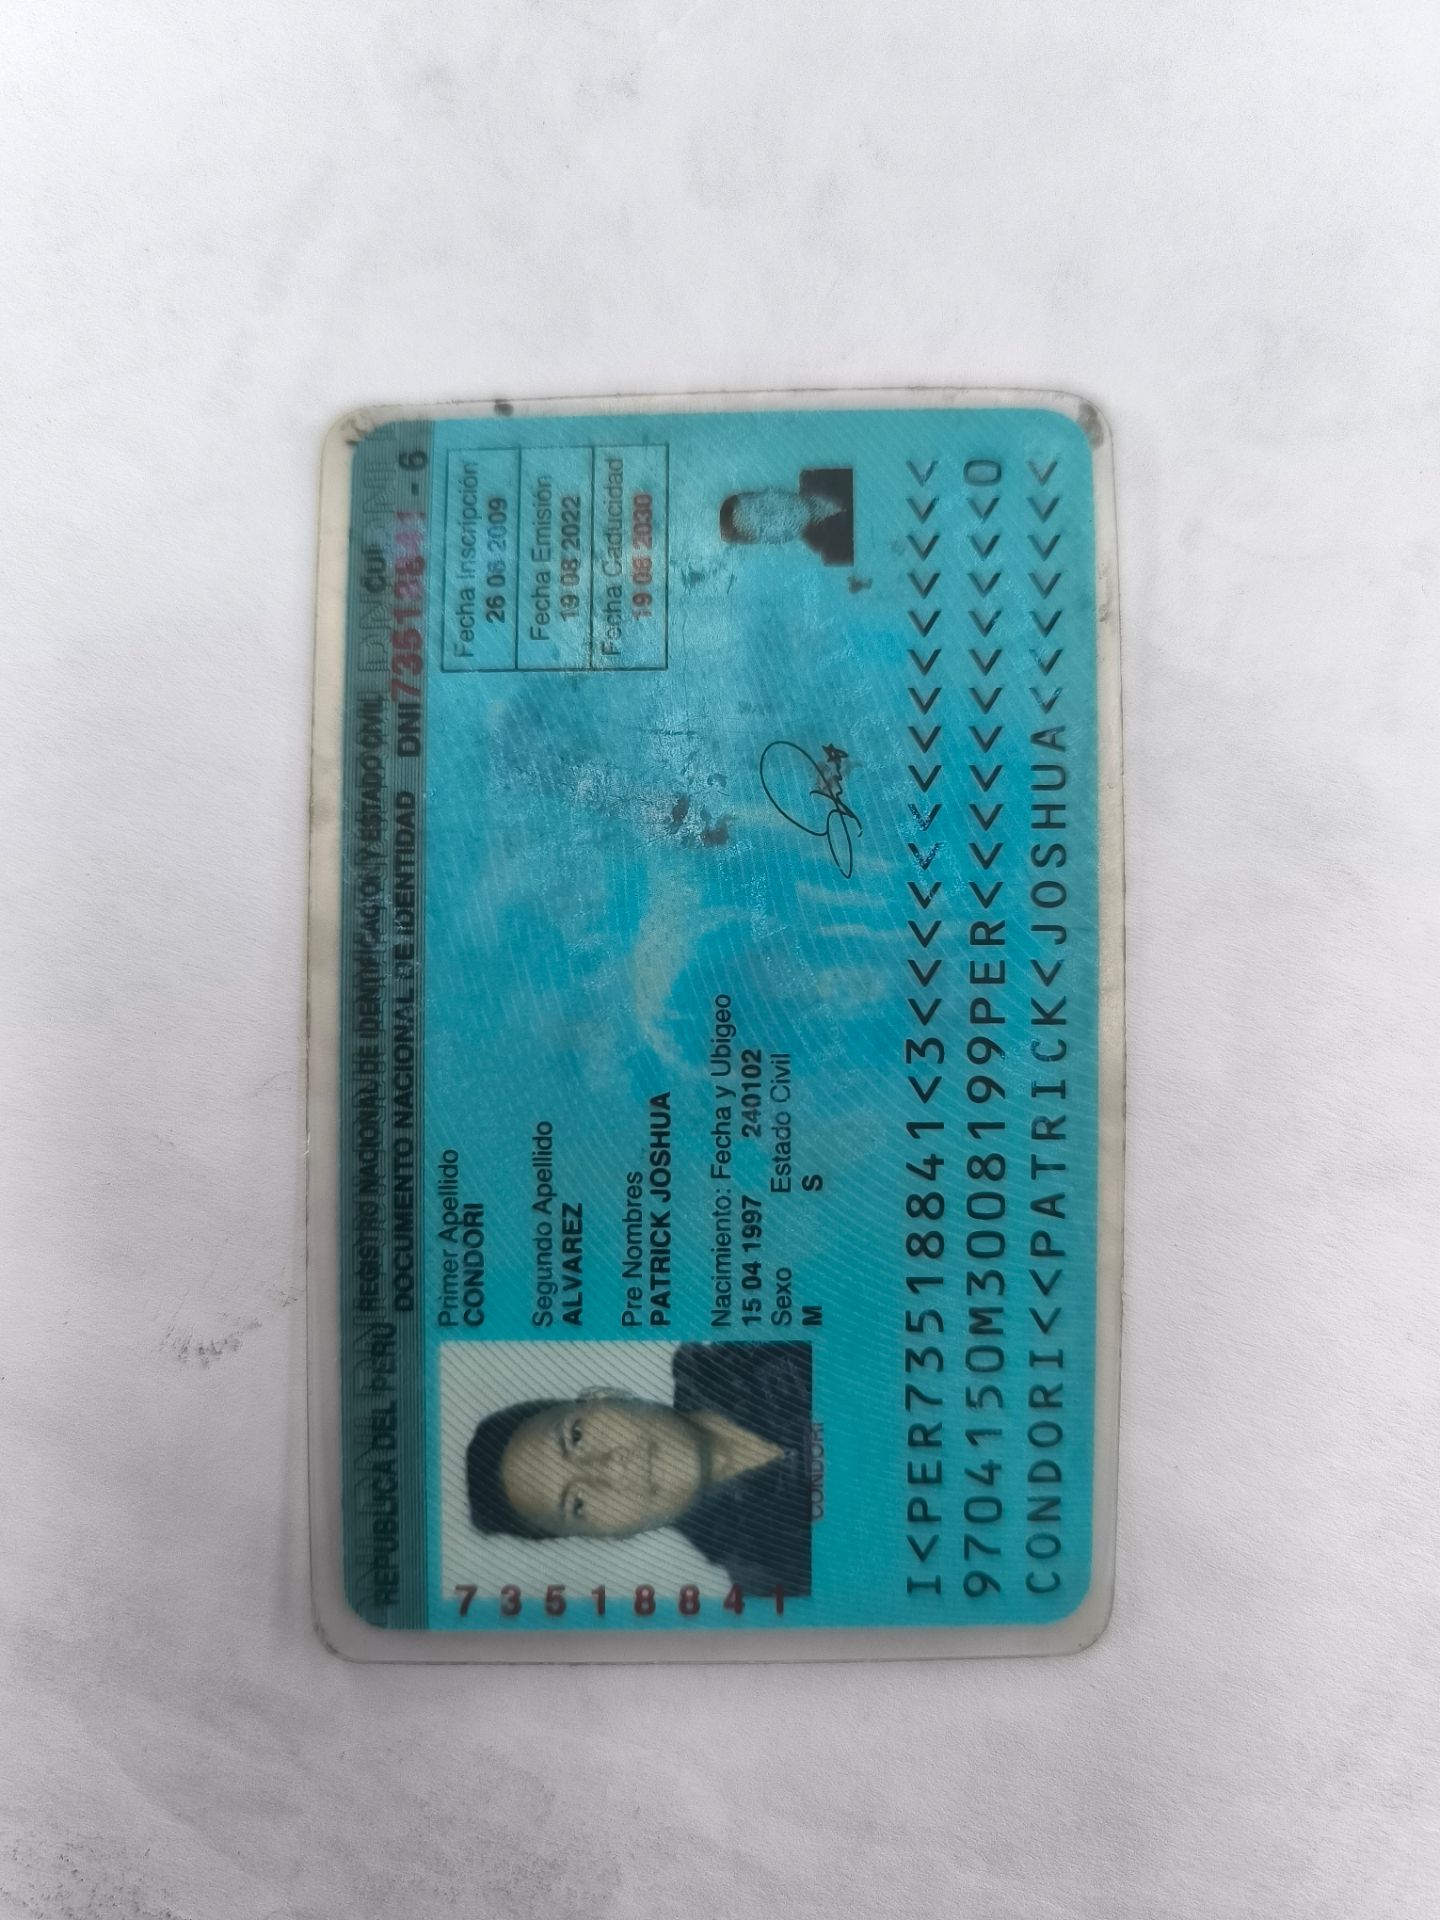 REPUBLICA DEL PERU REGISTRO NACIONAL DE IDENTIFICACION Y ESTADO CIVIL
DOCUMENTO NACIONAL DE IDENTIDAD DNI 73518841 - 6
CUI
Primer Apellido
CONDORI
Segundo Apellido
ALVAREZ
Pre Nombres
PATRICK JOSHUA
Nacimiento: Fecha y Ubigeo
15 04 1997 240102
Sexo Estado Civil
M S
Fecha Inscripción
26 06 2009
Fecha Emisión
19 08 2022
Fecha Caducidad
19 08 2030
73518841
CONDORI
I<PER73518841<3<<<<<<<<<<<<<<<
9704150M3008199PER<<<<<<<<<<<0
CONDORI<<PATRICK<JOSHUA<<<<<<<